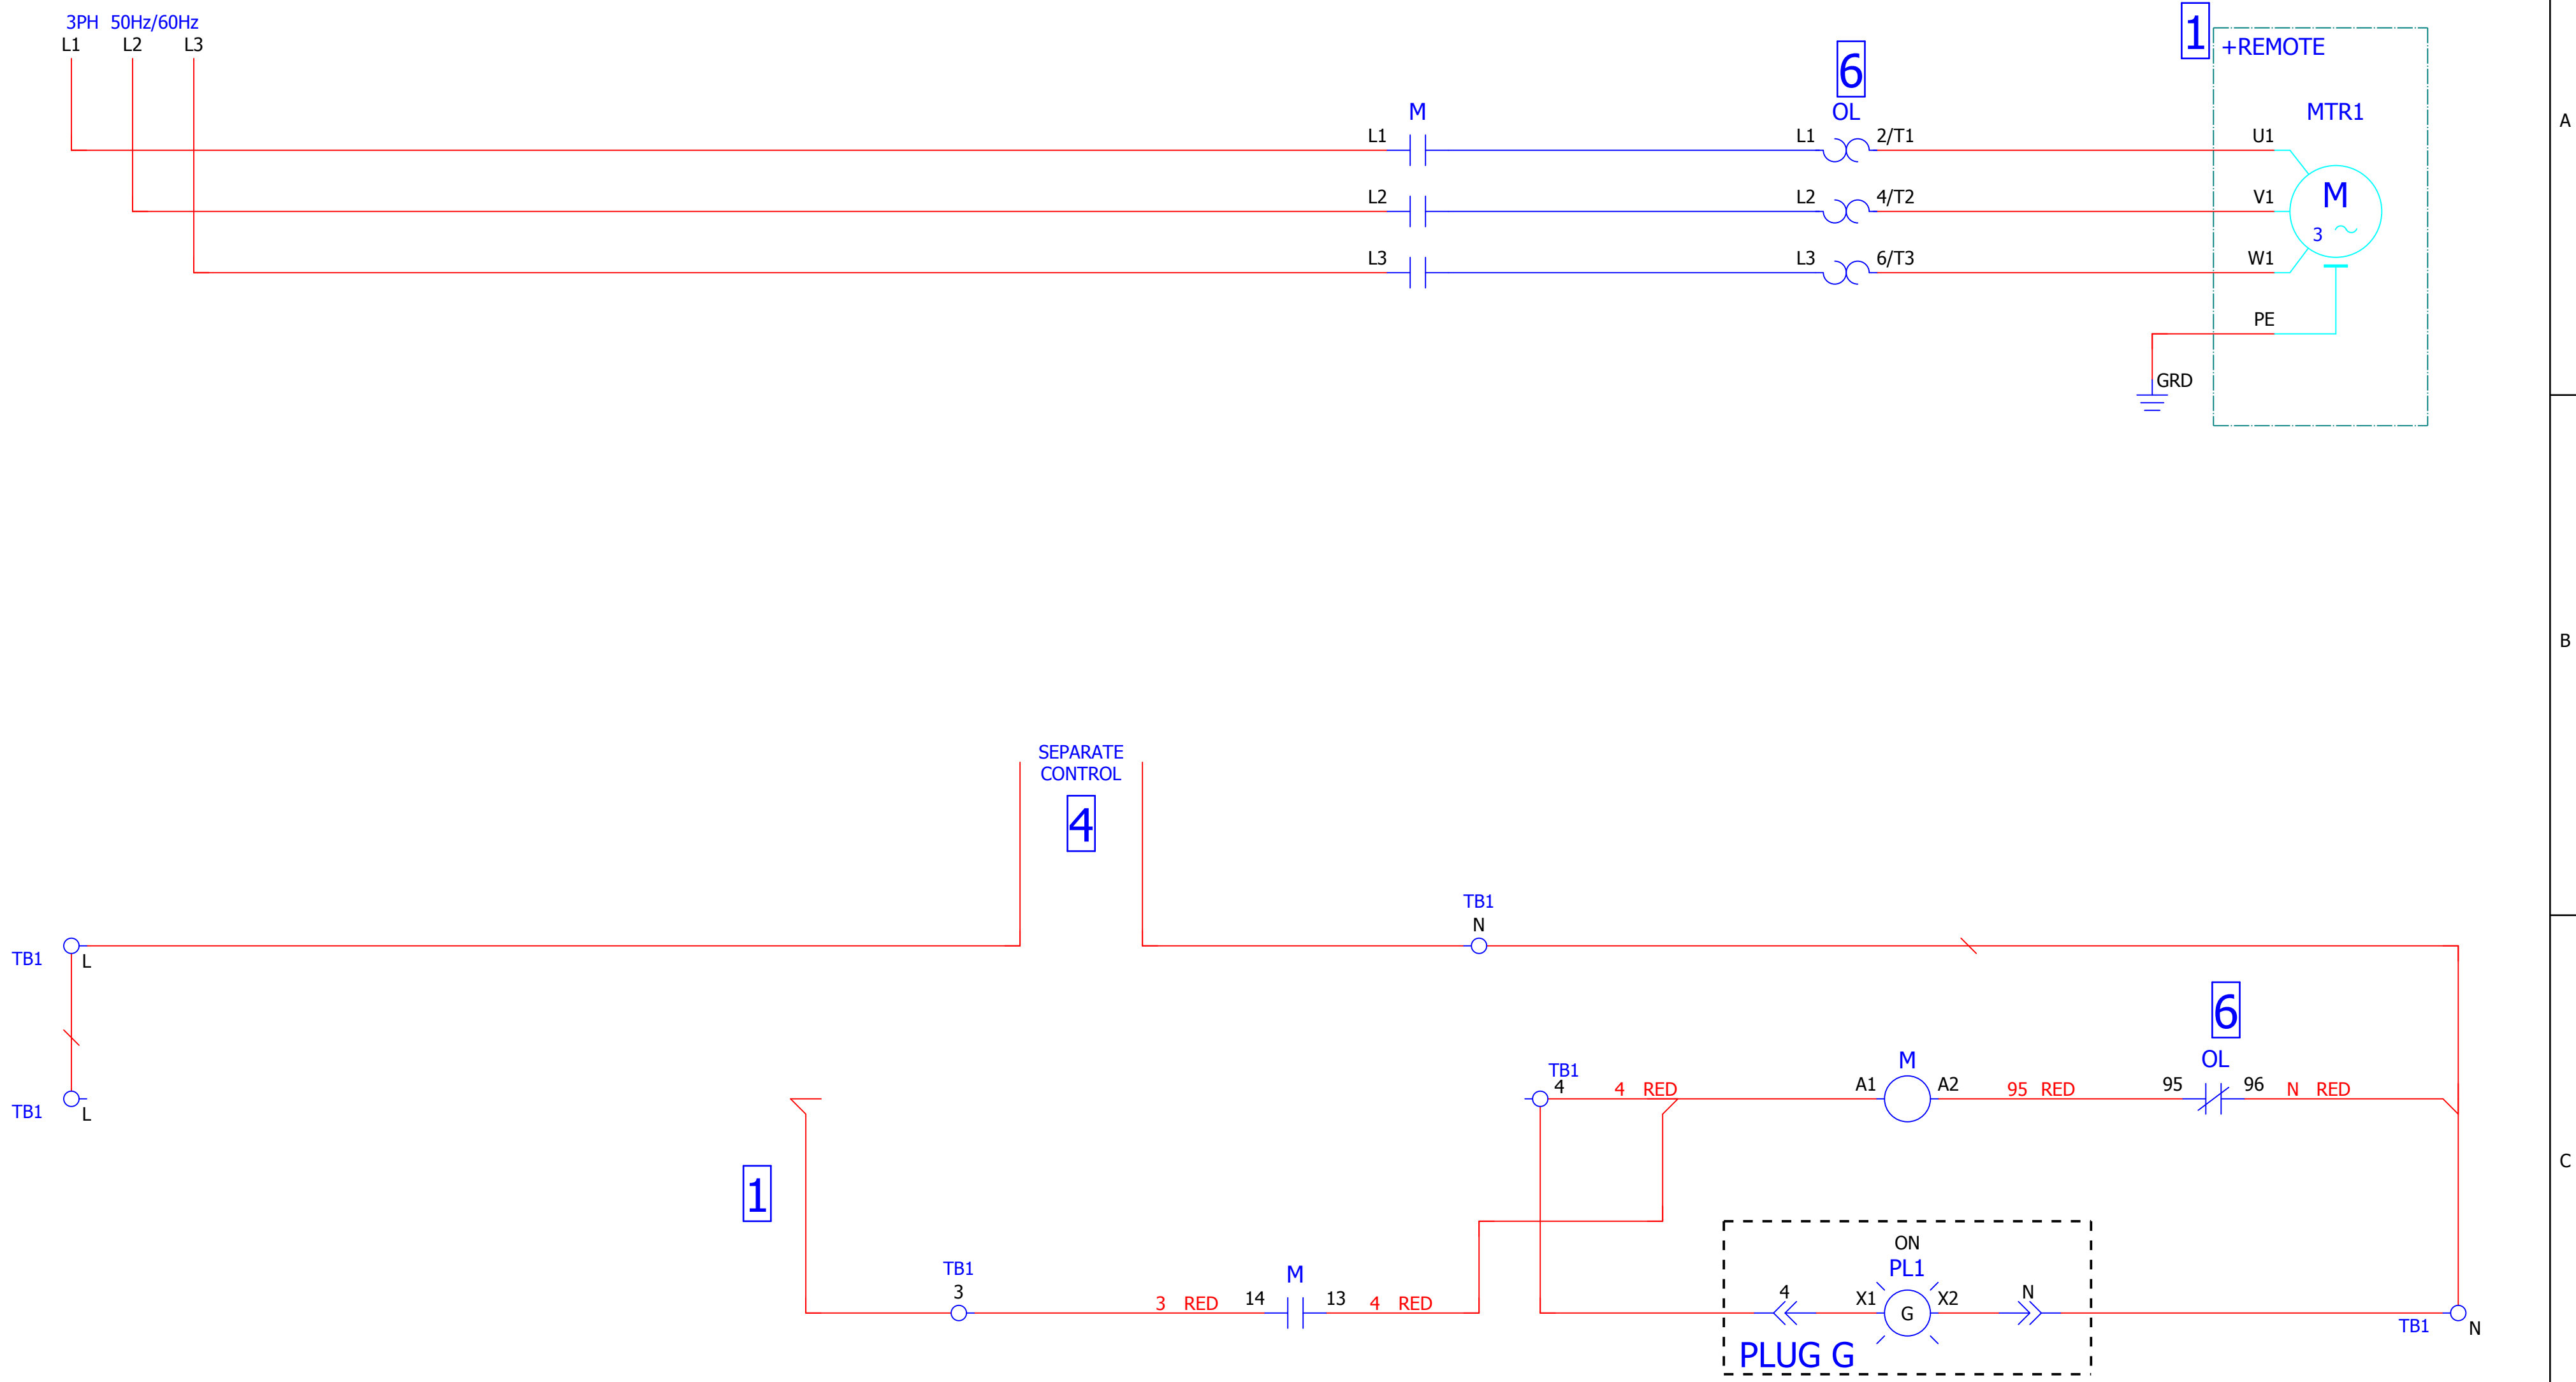 3PH 50Hz/60Hz
L1 L2 L3
1
+REMOTE
6
M
OL
MTR1
A
L1
L1
2/T1
U1
L2
L2
4/T2
V1
M
3
L3
L3
6/T3
W1
PE
GRD
B
SEPARATE
CONTROL
4
TB1
N
TB1
L
6
TB1
L
TB1
4
4 RED
M
A1
A2
95 RED
OL
95
96
N RED
C
1
TB1
3
3 RED
M
14
13
4 RED
ON
PL1
4
X1
G
X2
N
PLUG G
TB1
N